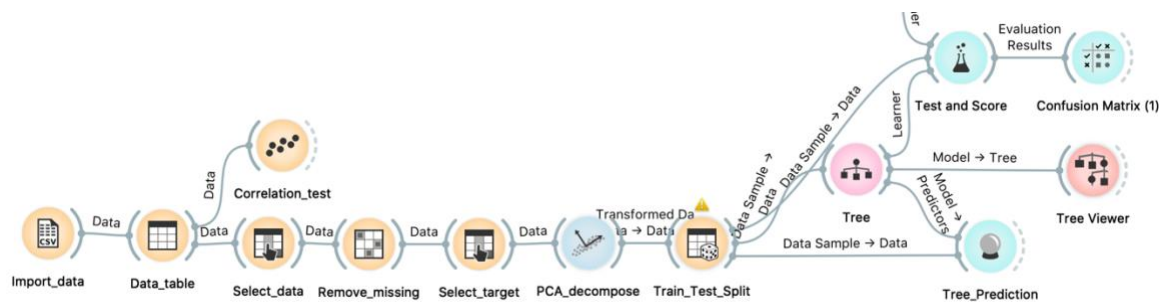 Evaluation
Results
Test and Score
Confusion Matrix (1)
Learner
Data Sample → Data
Data Sample →
Data
Data
Correlation_test
Model → Tree
Tree
Tree Viewer
Model →
Predictors
CSV
Data
Data
Data
Data
Data
Transformed Da
→ Data
Data Sample → Data
Import_data
Data_table
Select_data
Remove_missing
Select_target
PCA_decompose
Train_Test_Split
Tree_Prediction